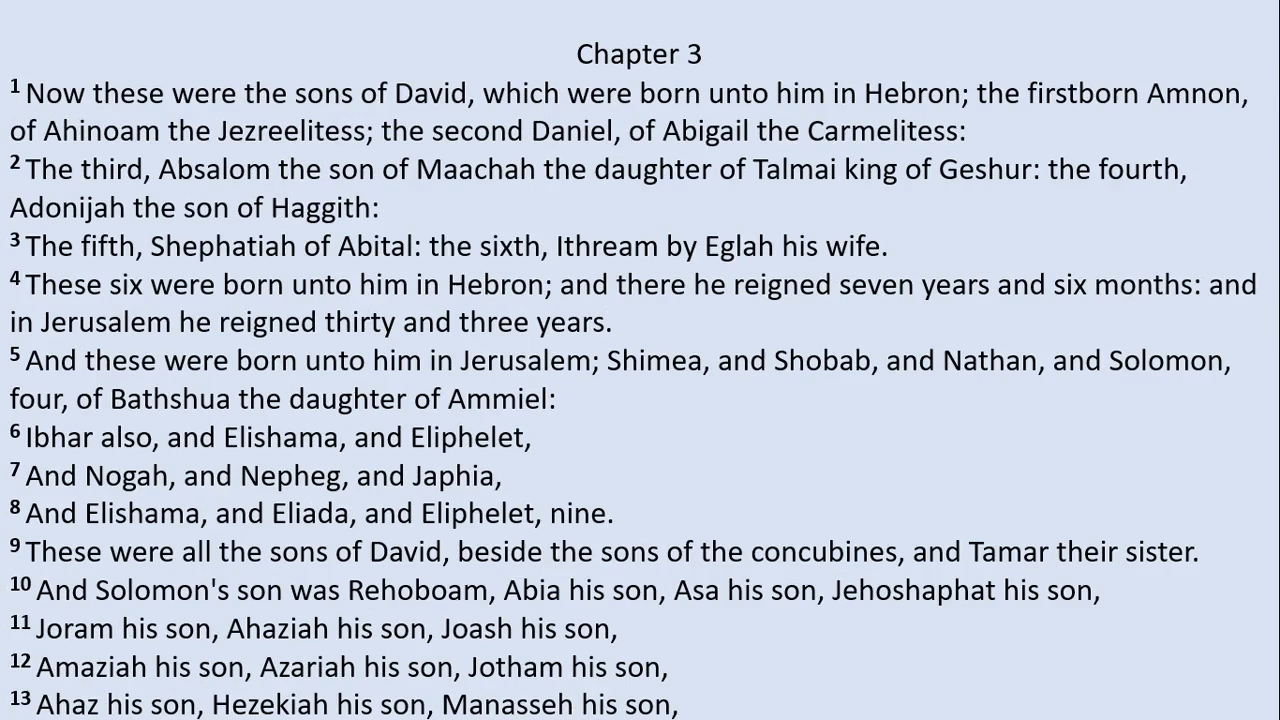 Chapter 3
1 Now these were the sons of David, which were born unto him in Hebron; the firstborn Amnon,
of Ahinoam the Jezreelitess; the second Daniel, of Abigail the Carmelitess:
2 The third, Absalom the son of Maachah the daughter of Talmai king of Geshur: the fourth,
Adonijah the son of Haggith:
3 The fifth, Shephatiah of Abital: the sixth, Ithream by Eglah his wife.
4 These six were born unto him in Hebron; and there he reigned seven years and six months: and
in Jerusalem he reigned thirty and three years.
5 And these were born unto him in Jerusalem; Shimea, and Shobab, and Nathan, and Solomon,
four, of Bathshua the daughter of Ammiel:
6 Ibhar also, and Elishama, and Eliphelet,
7 And Nogah, and Nepheg, and Japhia,
8 And Elishama, and Eliada, and Eliphelet, nine.
9 These were all the sons of David, beside the sons of the concubines, and Tamar their sister.
10 And Solomon's son was Rehoboam, Abia his son, Asa his son, Jehoshaphat his son,
11 Joram his son, Ahaziah his son, Joash his son,
12 Amaziah his son, Azariah his son, Jotham his son,
13 Ahaz his son, Hezekiah his son, Manasseh his son,